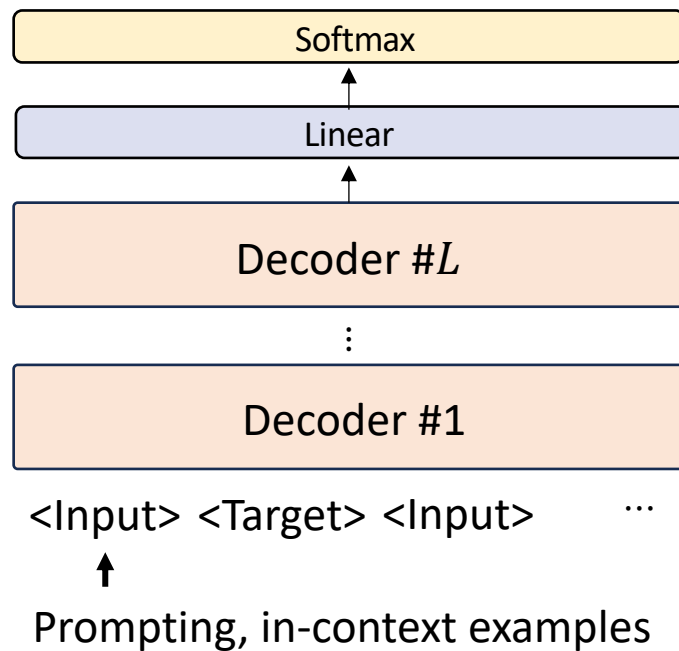 Softmax
Linear
Decoder #L
⋮
Decoder #1
<Input> <Target> <Input> ...
Prompting, in-context examples